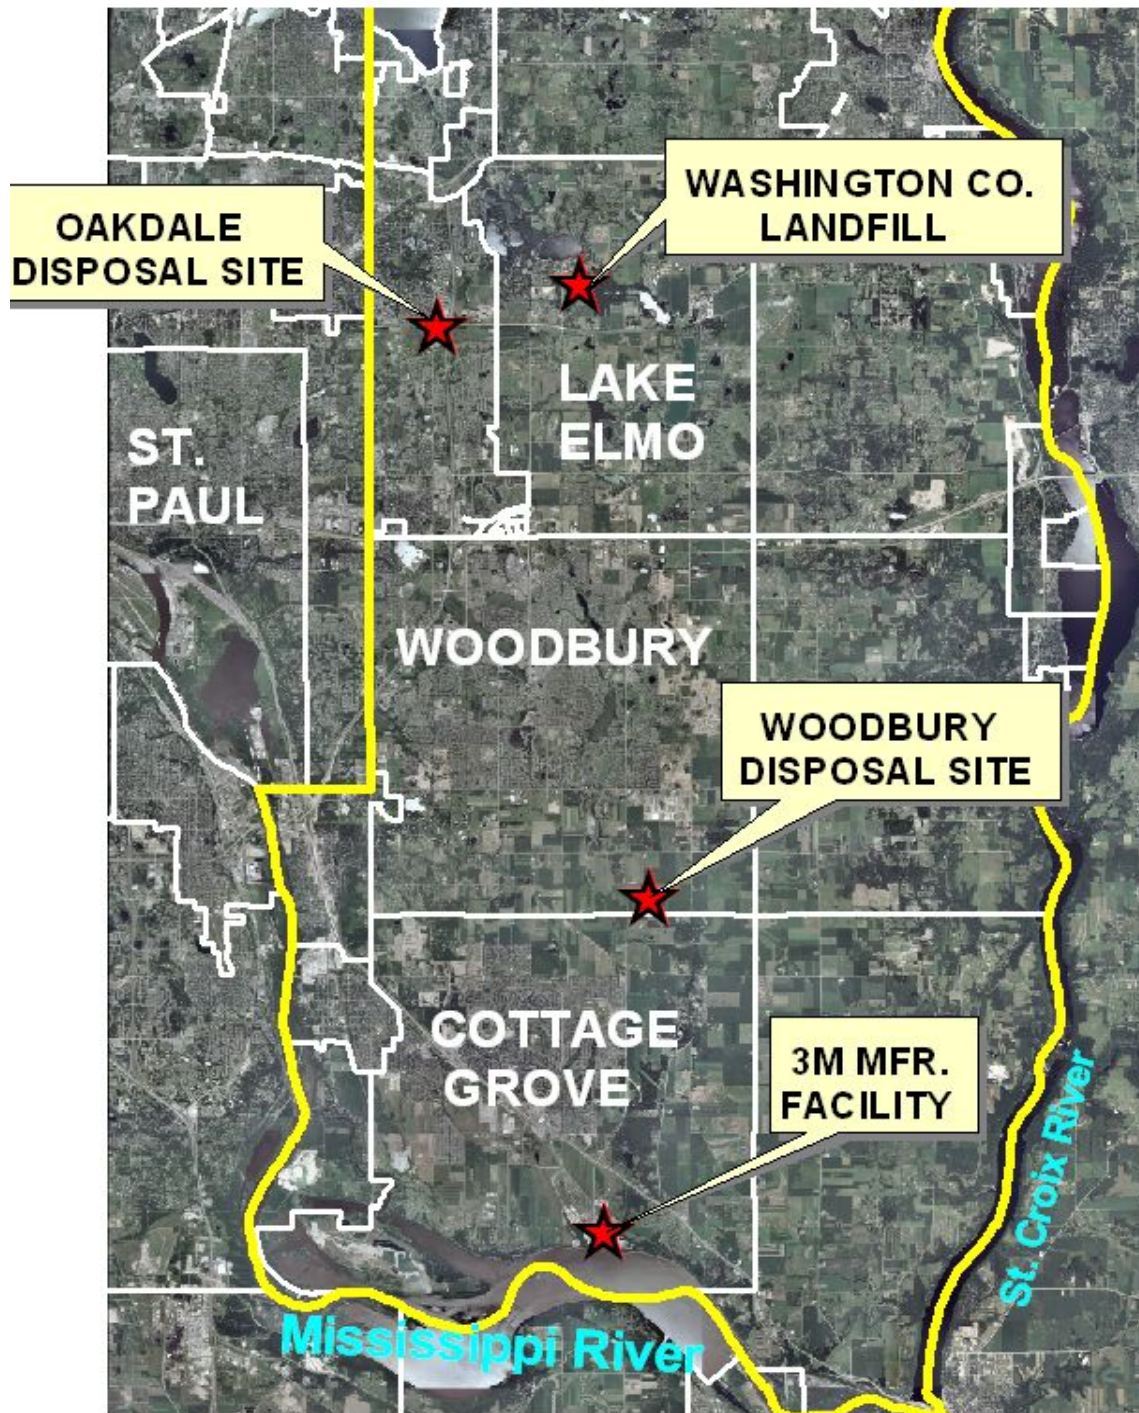 WASHINGTON CO.
LANDFILL
OAKDALE
DISPOSAL SITE
LAKE
ELMO
ST.
PAUL
WOODBURY
WOODBURY
DISPOSAL SITE
COTTAGE
GROVE
3M MFR.
FACILITY
St. Croix River
Mississippi River